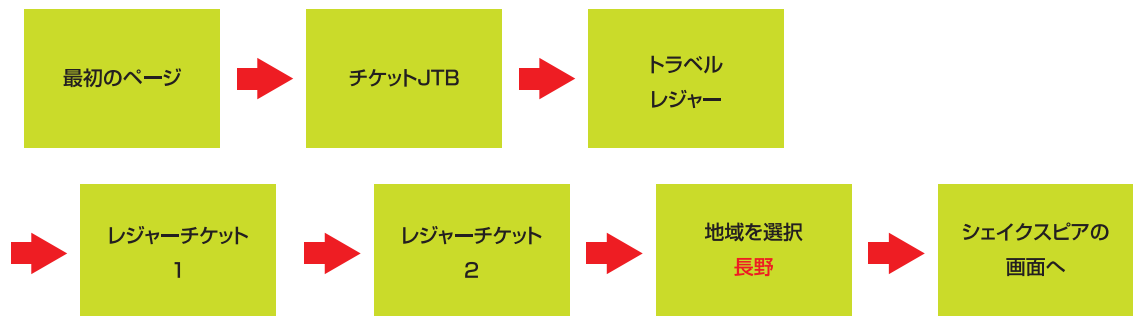 最初のページ
チケットJTB
トラベル
レジャー
レジャーチケット
1
レジャーチケット
2
地域を選択
長野
シェイクスピアの
画面へ